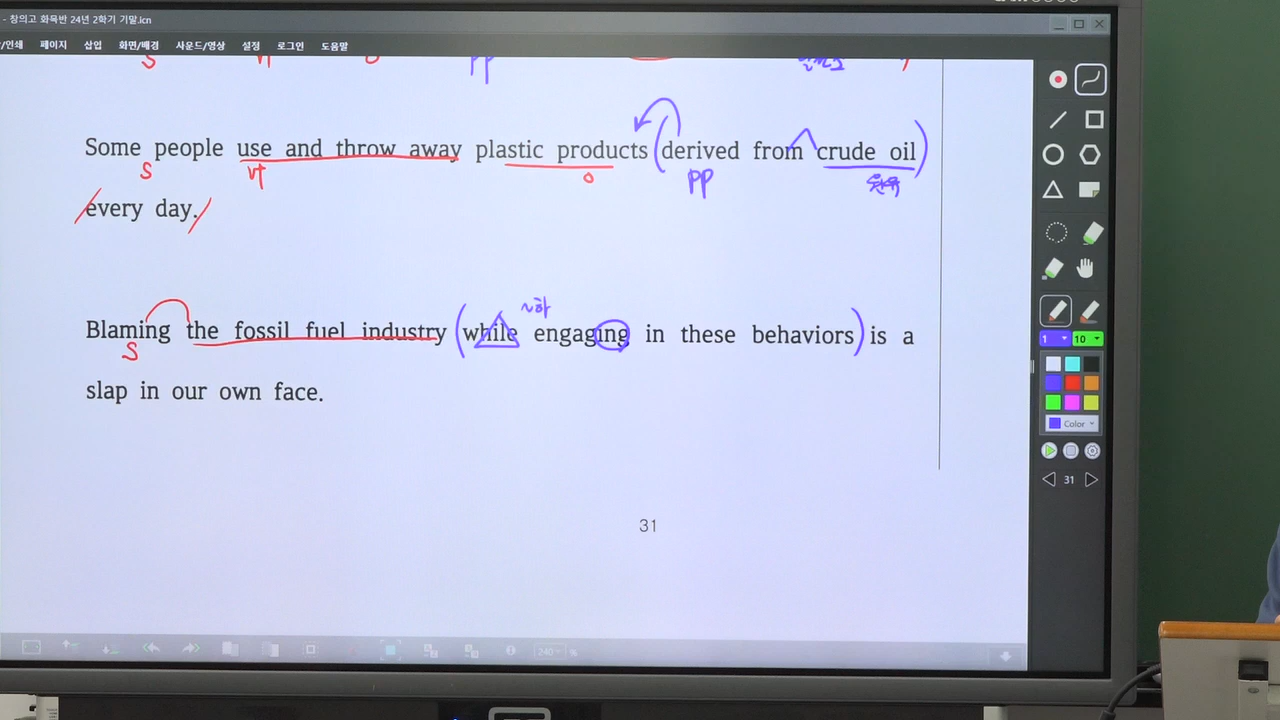 - 창의고 화목반 24년 2학기 기말.icn
/인쇄 페이지 삽입 화면/배경 사운드/영상 설정 로그인 도움말
s vt o pp
Some people use and throw away plastic products (derived from crude oil)
s vt o pp 원유
every day.
~하
Blaming the fossil fuel industry (while engaging in these behaviors) is a
s
slap in our own face.
31
1 10
Color
31
240 %